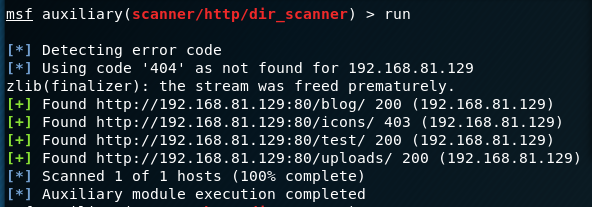 msf auxiliary(scanner/http/dir_scanner) > run
[*] Detecting error code
[*] Using code '404' as not found for 192.168.81.129
zlib(finalizer): the stream was freed prematurely.
[+] Found http://192.168.81.129:80/blog/ 200 (192.168.81.129)
[+] Found http://192.168.81.129:80/icons/ 403 (192.168.81.129)
[+] Found http://192.168.81.129:80/test/ 200 (192.168.81.129)
[+] Found http://192.168.81.129:80/uploads/ 200 (192.168.81.129)
[*] Scanned 1 of 1 hosts (100% complete)
[*] Auxiliary module execution completed